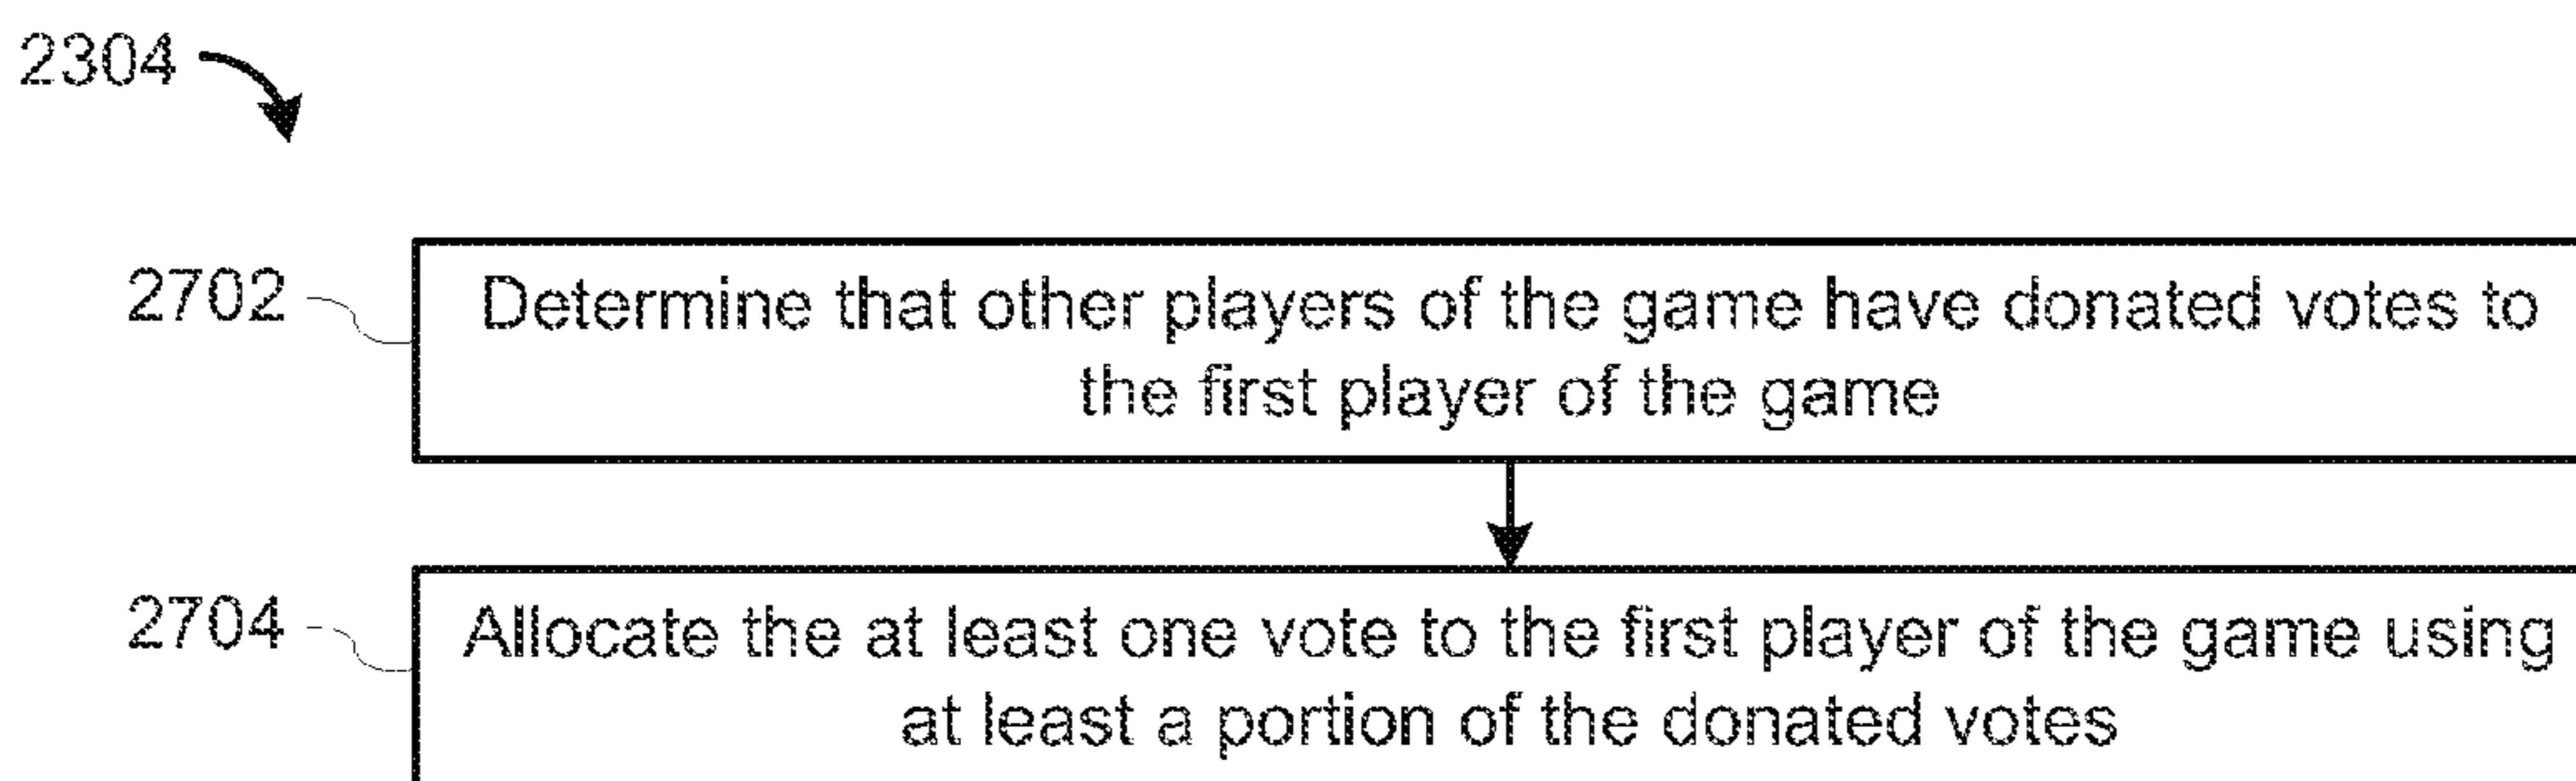 2304
2702
Determine that other players of the game have donated votes to
the first player of the game
2704
Allocate the at least one vote to the first player of the game using
at least a portion of the donated votes